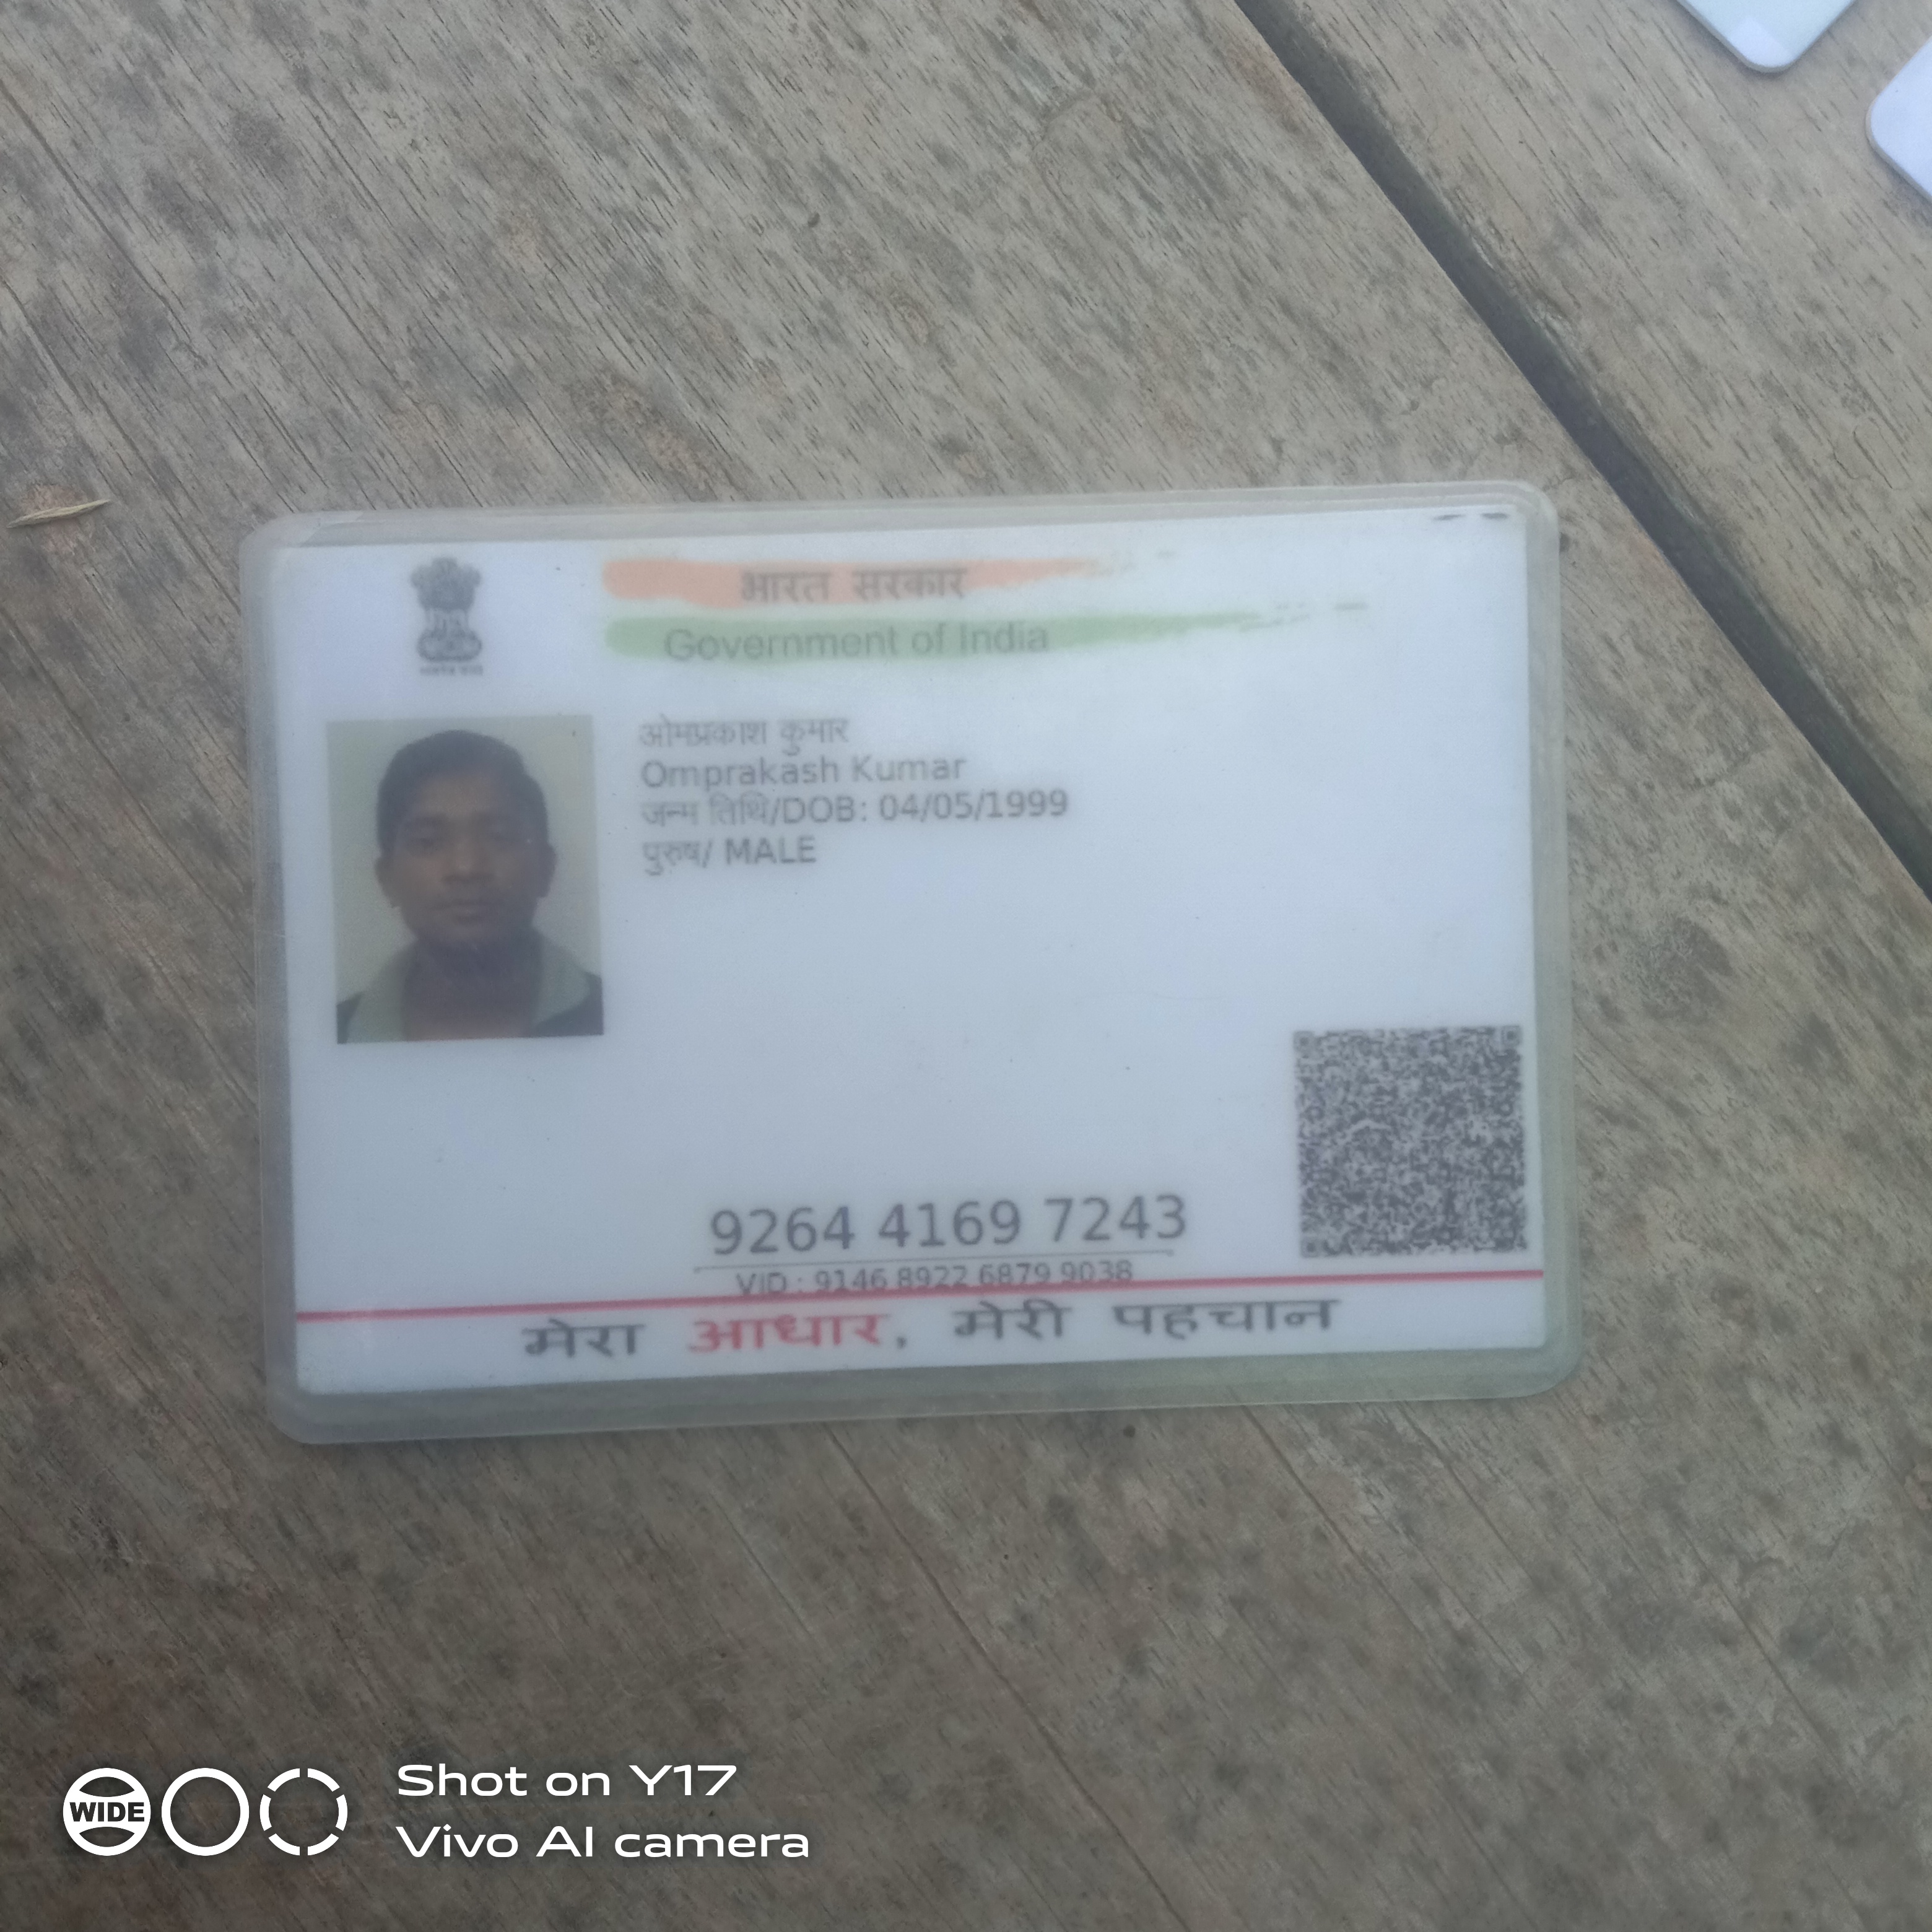 भारत सरकार
Government of India
ओमप्रकाश कुमार
Omprakash Kumar
जन्म तिथि/DOB: 04/05/1999
पुरुष/ MALE
9264 4169 7243
VID : 9146 8922 6879 9038
मेरा आधार, मेरी पहचान
WIDE
Shot on Y17
Vivo AI camera